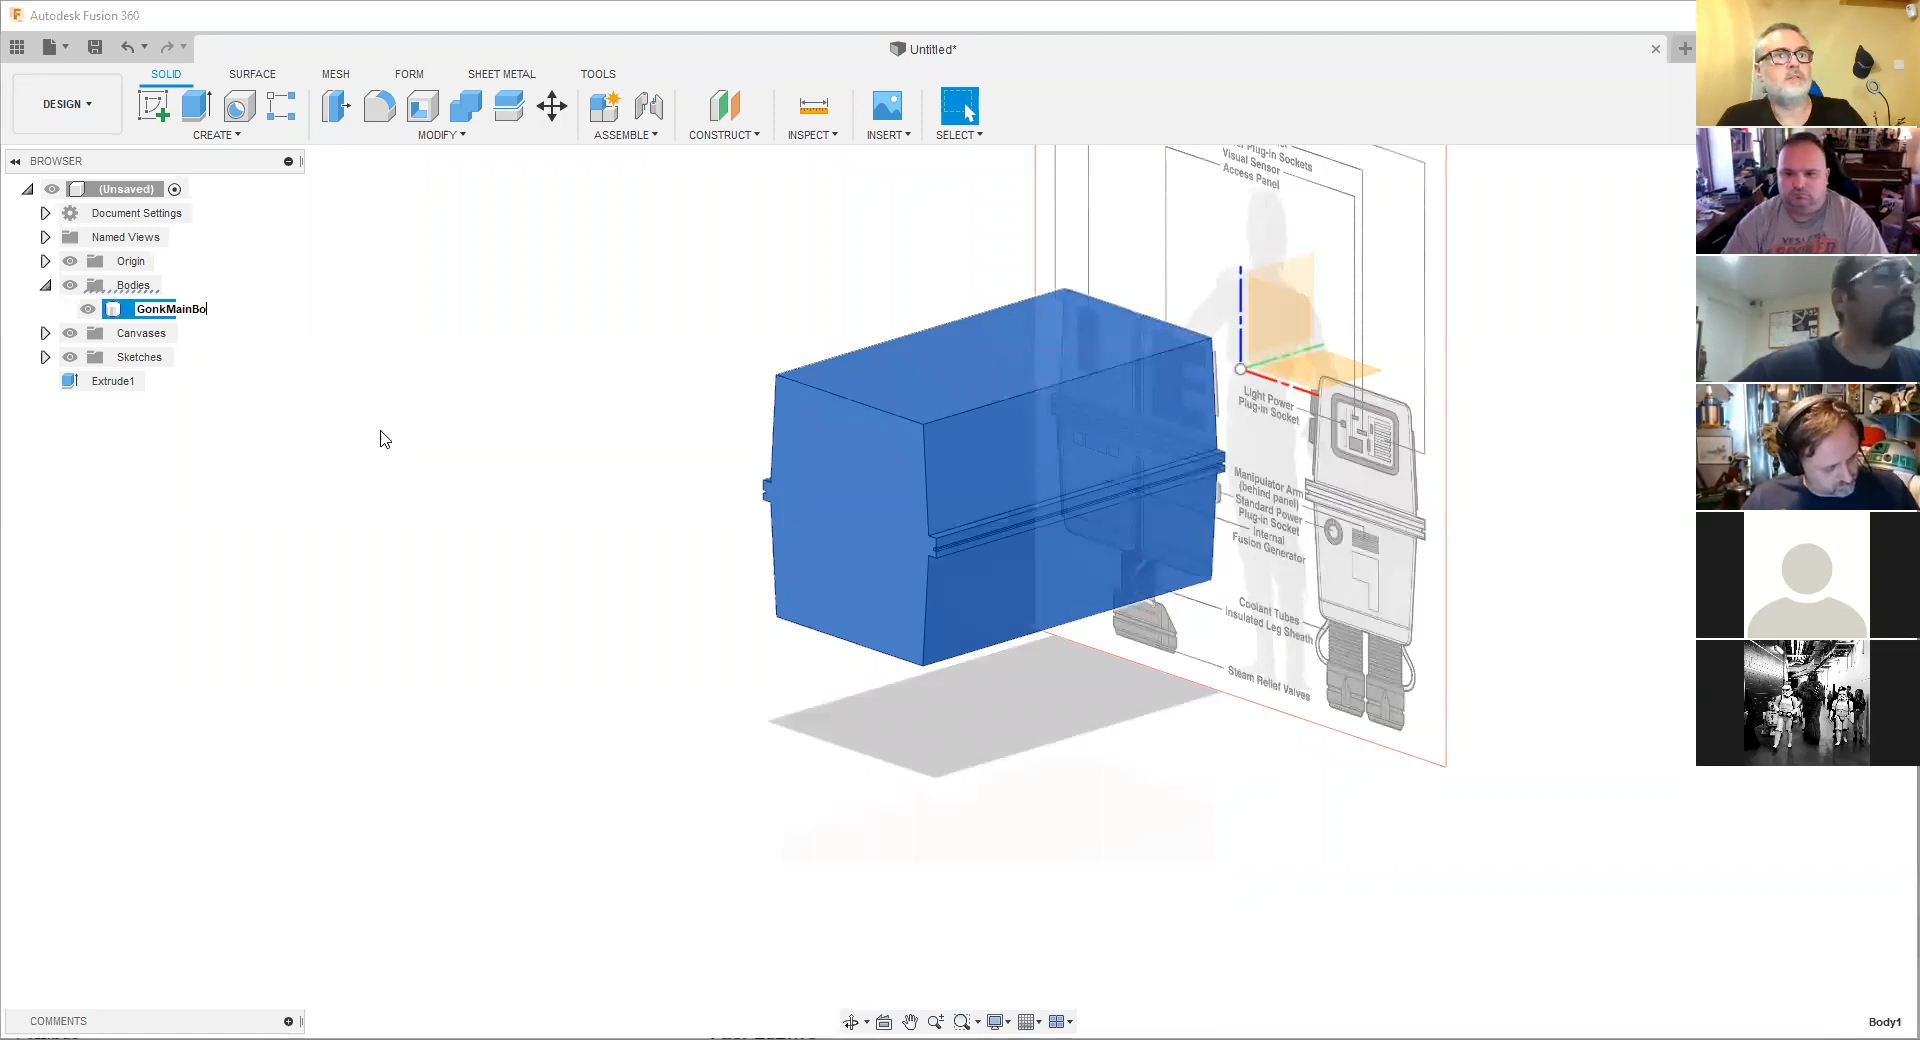 Autodesk Fusion 360
Untitled*
DESIGN
SOLID
SURFACE
MESH
FORM
SHEET METAL
TOOLS
CREATE
MODIFY
ASSEMBLE
CONSTRUCT
INSPECT
INSERT
SELECT
BROWSER
(Unsaved)
Document Settings
Named Views
Origin
Bodies
GonkMainBo
Canvases
Sketches
Extrude1
Plug-in Sockets
Visual Sensor
Access Panel
Light Power
Plug-in Socket
Manipulator Arm
(behind panel)
Standard Power
Plug-in Socket
Internal
Fusion Generator
Coolant Tubes
Insulated Leg Sheath
Steam Relief Valves
COMMENTS
Body1